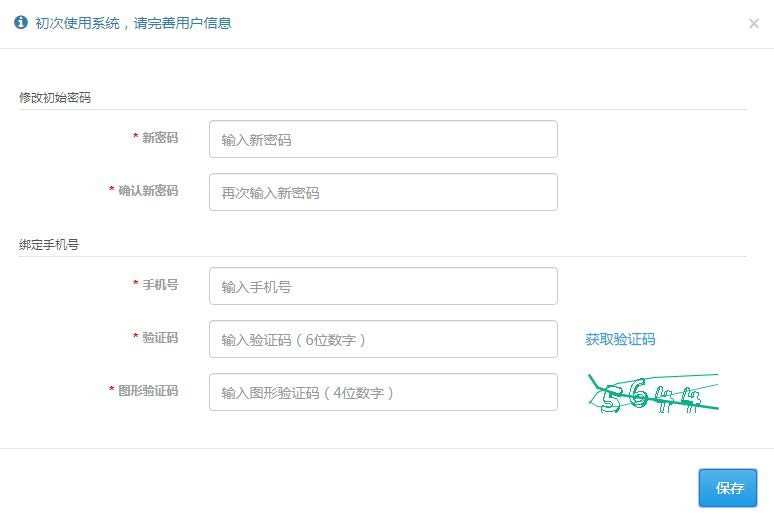 初次使用系统，请完善用户信息
×
修改初始密码
* 新密码
输入新密码
* 确认新密码
再次输入新密码
绑定手机号
* 手机号
输入手机号
* 验证码
输入验证码（6位数字）
获取验证码
* 图形验证码
输入图形验证码（4位数字）
5644
保存